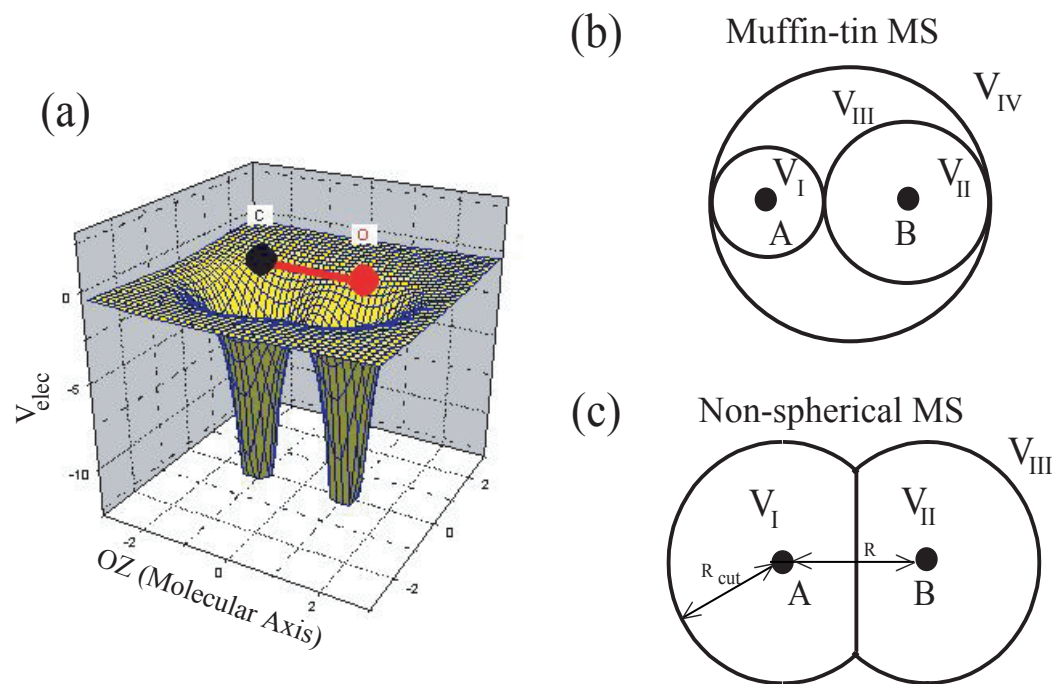 (a)
C
O
0
-5
-10
V_elec
-2
0
2
OZ (Molecular Axis)
-2
0
2
(b)
Muffin-tin MS
V_IV
V_III
V_I
V_II
A
B
(c)
Non-spherical MS
V_III
V_I
V_II
R
R cut
A
B